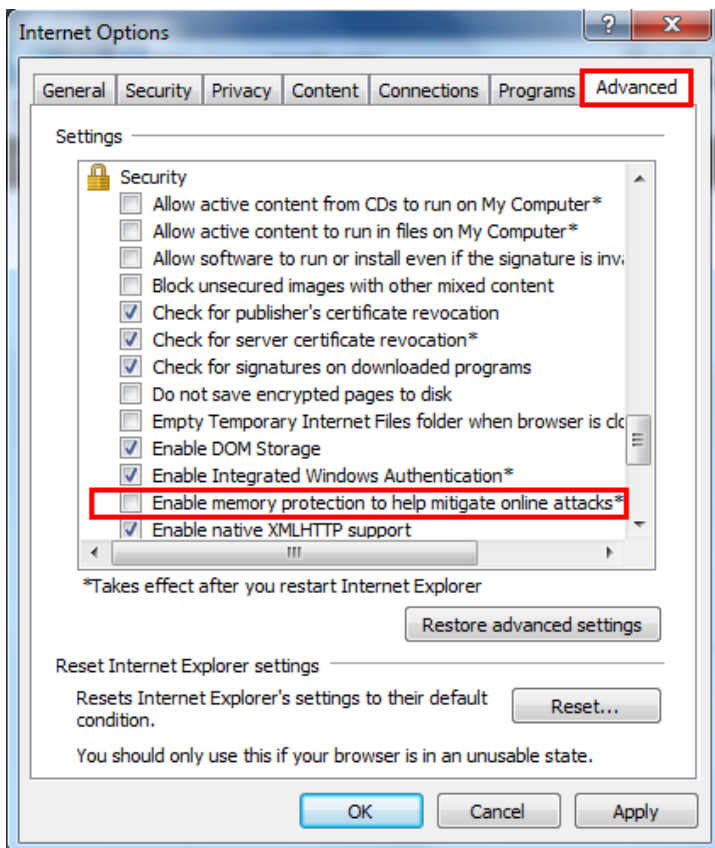 Internet Options
General Security Privacy Content Connections Programs Advanced
Settings
Security
Allow active content from CDs to run on My Computer*
Allow active content to run in files on My Computer*
Allow software to run or install even if the signature is
Block unsecured images with other mixed content
Check for publisher's certificate revocation
Check for server certificate revocation*
Check for signatures on downloaded programs
Do not save encrypted pages to disk
Empty Temporary Internet Files folder when browser is
Enable DOM Storage
Enable Integrated Windows Authentication*
Enable memory protection to help mitigate online attacks*
Enable native XMLHTTP support
*Takes effect after you restart Internet Explorer
Restore advanced settings
Reset Internet Explorer settings
Resets Internet Explorer's settings to their default
condition.
Reset...
You should only use this if your browser is in an unusable state.
OK Cancel Apply